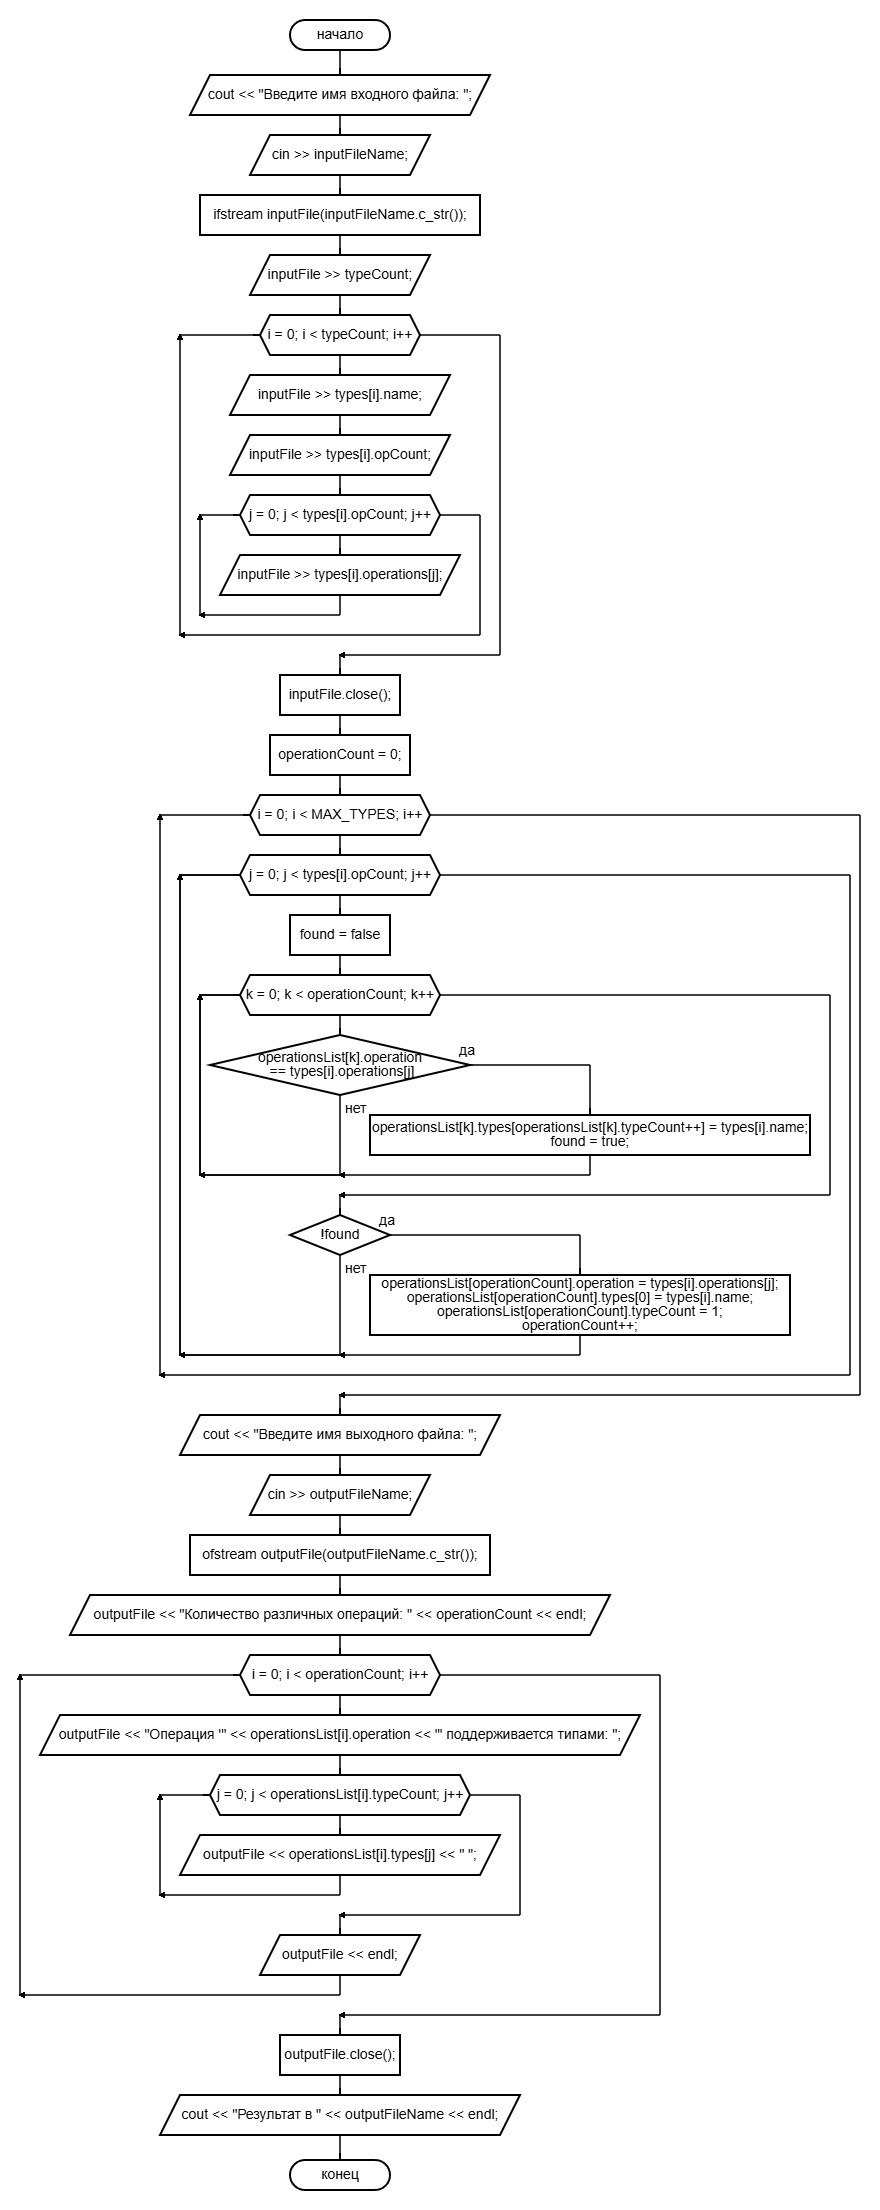 начало
cout << "Введите имя входного файла: ";
cin >> inputFileName;
ifstream inputFile(inputFileName.c_str());
inputFile >> typeCount;
i = 0; i < typeCount; i++
inputFile >> types[i].name;
inputFile >> types[i].opCount;
j = 0; j < types[i].opCount; j++
inputFile >> types[i].operations[j];
inputFile.close();
operationCount = 0;
i = 0; i < MAX_TYPES; i++
j = 0; j < types[i].opCount; j++
found = false
k = 0; k < operationCount; k++
operationsList[k].operation
== types[i].operations[j]
да
нет
operationsList[k].types[operationsList[k].typeCount++] = types[i].name;
found = true;
!found
да
нет
operationsList[operationCount].operation = types[i].operations[j];
operationsList[operationCount].types[0] = types[i].name;
operationsList[operationCount].typeCount = 1;
operationCount++;
cout << "Введите имя выходного файла: ";
cin >> outputFileName;
ofstream outputFile(outputFileName.c_str());
outputFile << "Количество различных операций: " << operationCount << endl;
i = 0; i < operationCount; i++
outputFile << "Операция '" << operationsList[i].operation << "' поддерживается типами: ";
j = 0; j < operationsList[i].typeCount; j++
outputFile << operationsList[i].types[j] << " ";
outputFile << endl;
outputFile.close();
cout << "Результат в " << outputFileName << endl;
конец